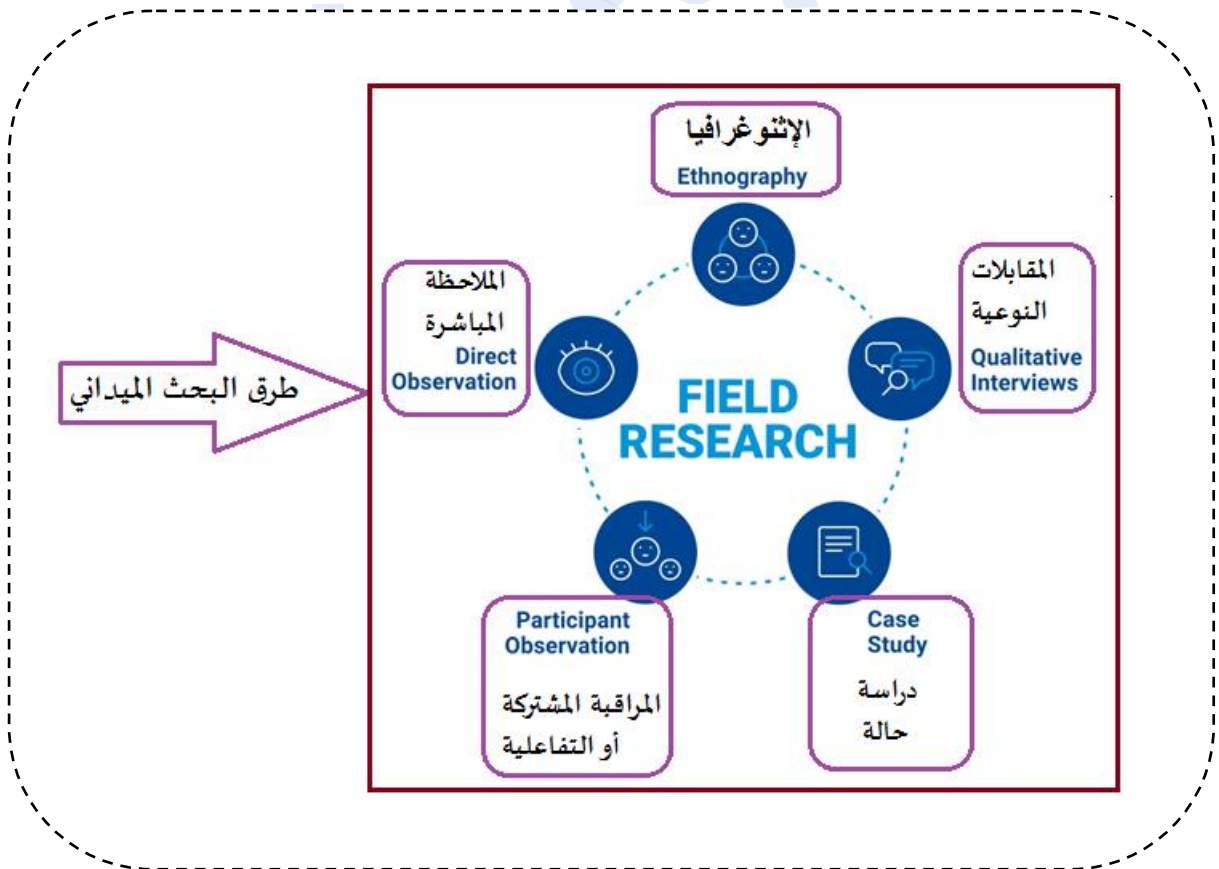 الإثنوغرافيا
Ethnography
الملاحظة
المباشرة
Direct
Observation
المقابلات
النوعية
Qualitative
Interviews
طرق البحث الميداني
FIELD
RESEARCH
Participant
Observation
المراقبة المشتركة
أو التفاعلية
Case
Study
دراسة
حالة